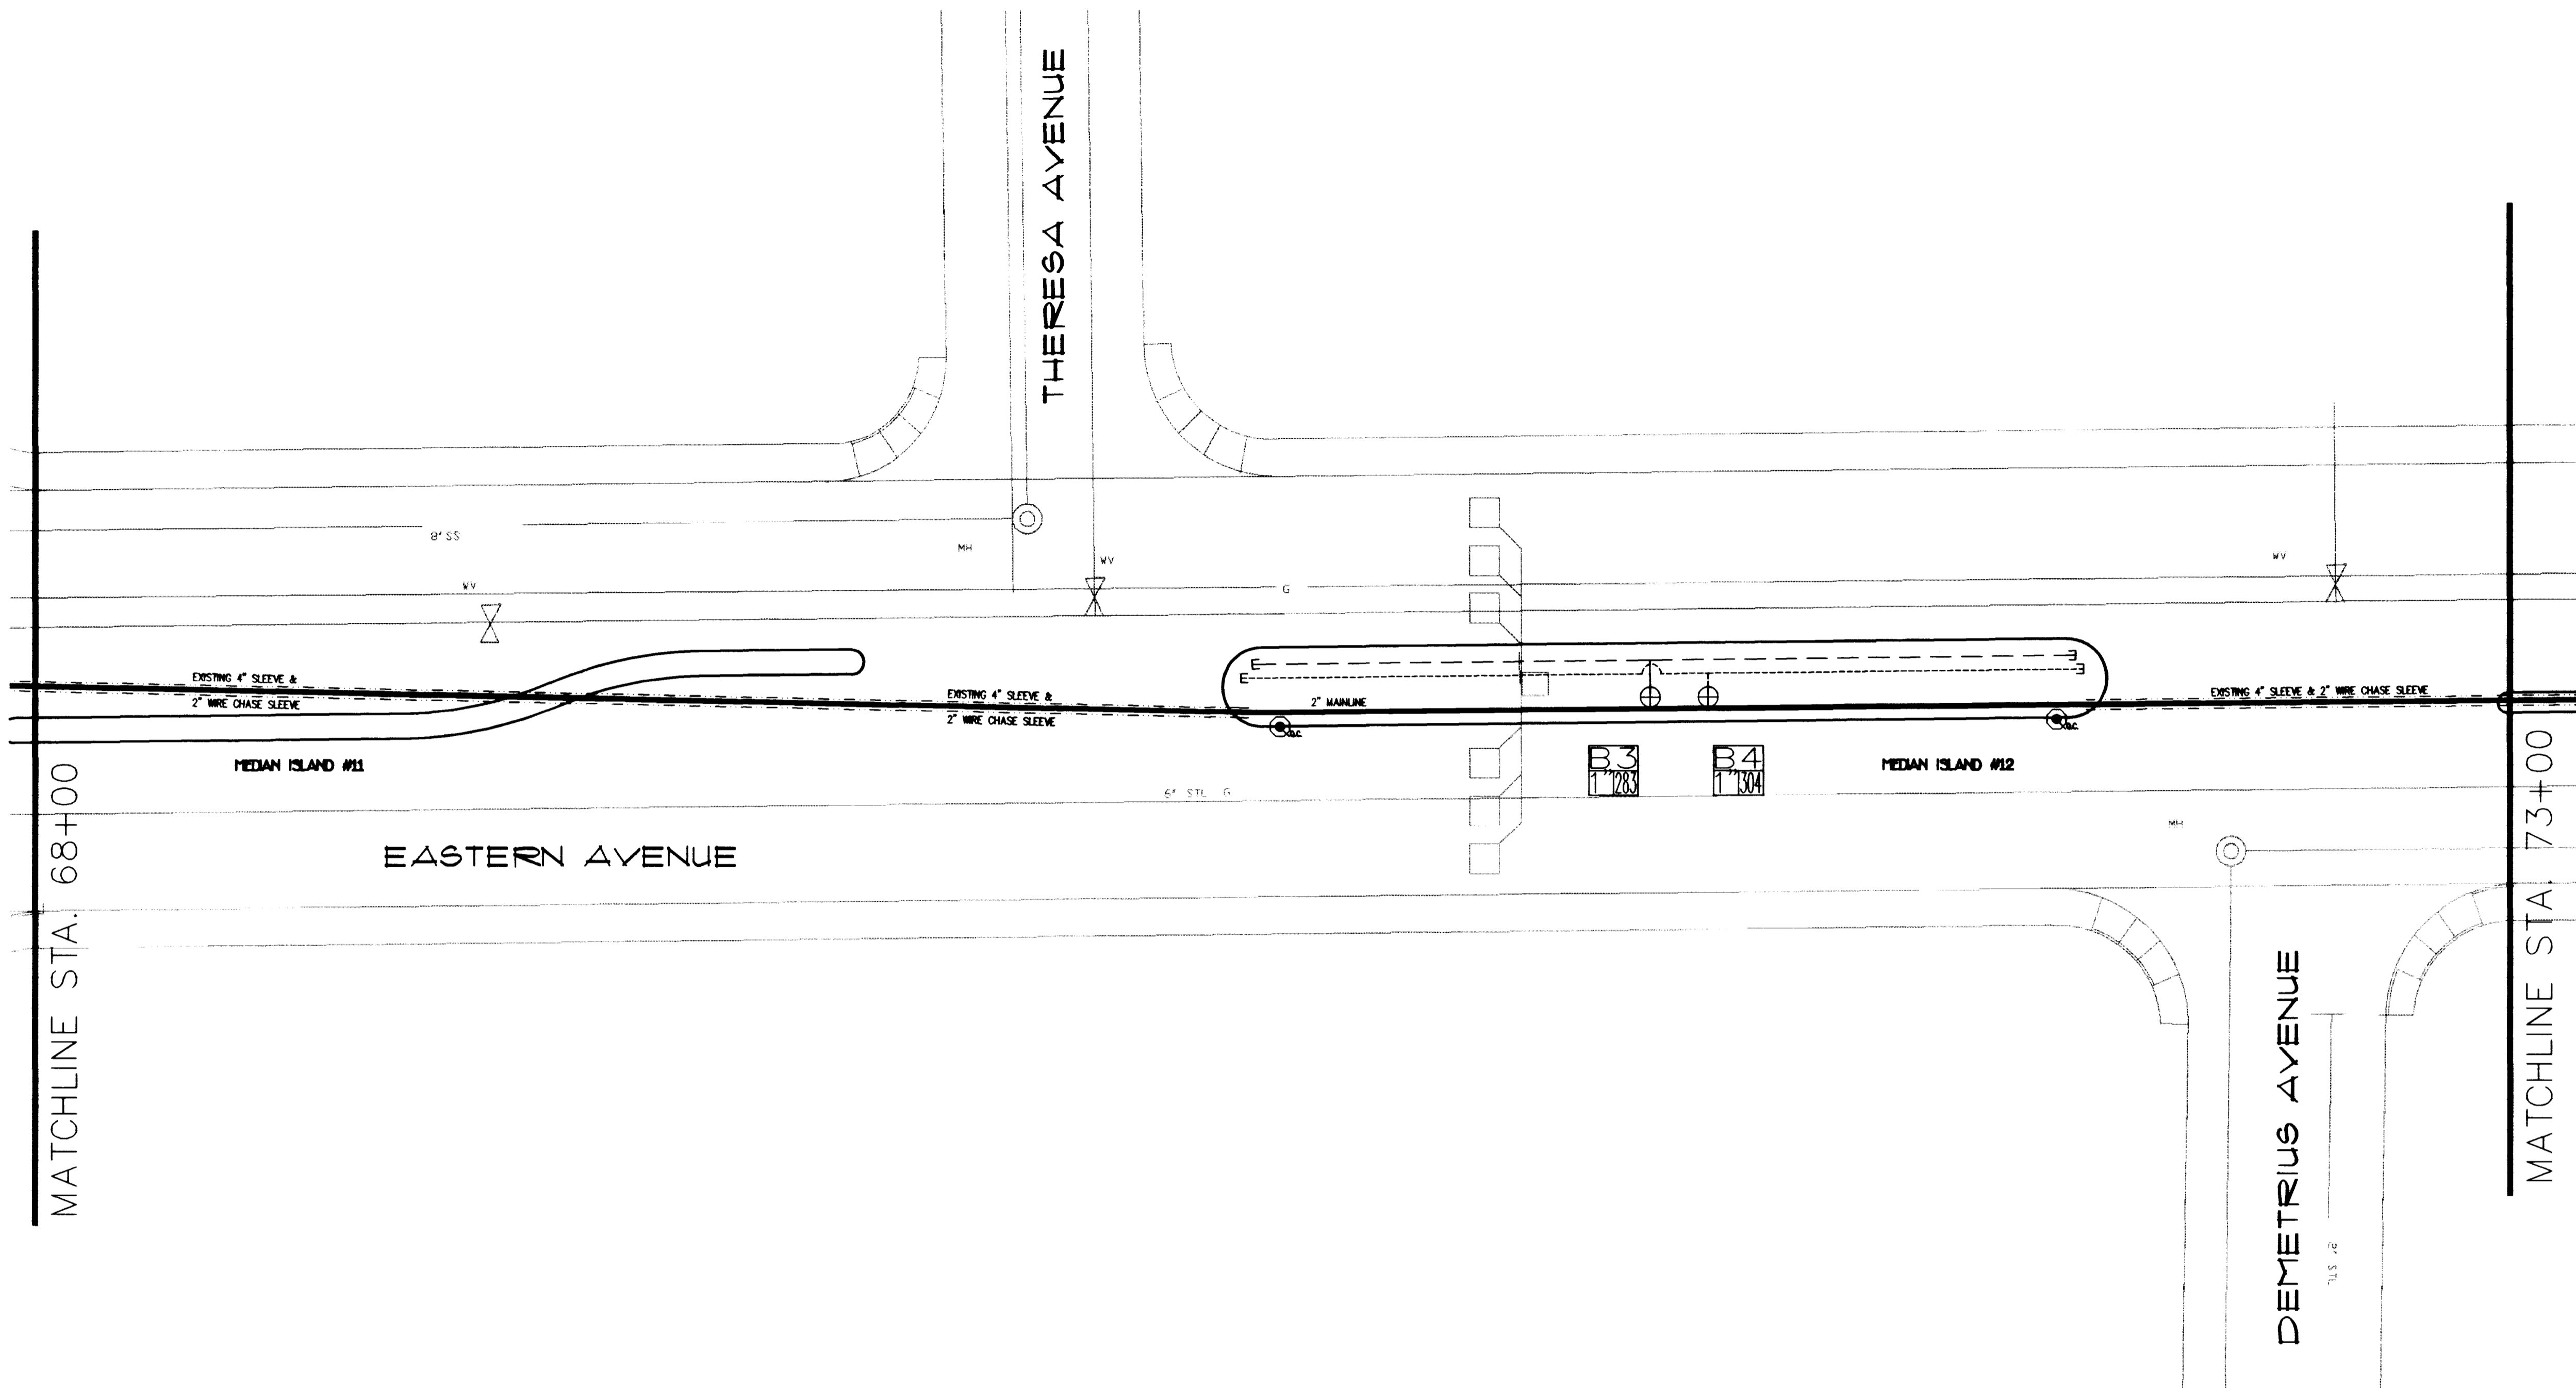 THERESA AVENUE
8" SS
MH
WV
WV
WV
G
EXISTING 4" SLEEVE &
2" WIRE CHASE SLEEVE
EXISTING 4" SLEEVE &
2" WIRE CHASE SLEEVE
2" MAINLINE
E
E
E
E
EXISTING 4" SLEEVE & 2" WIRE CHASE SLEEVE
Q.C.
Q.C.
MEDIAN ISLAND #11
B3
1" 283
B4
1" 304
MEDIAN ISLAND #12
6" STL G
MH
EASTERN AVENUE
MATCHLINE STA. 68+00
MATCHLINE STA. 73+00
DEMETRIUS AVENUE
2" STL